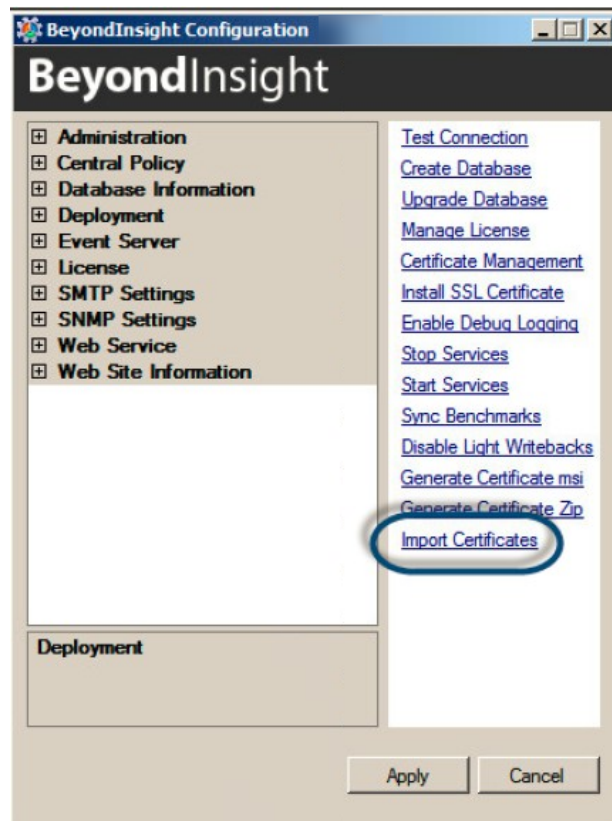 BeyondInsight Configuration
BeyondInsight
Administration
Central Policy
Database Information
Deployment
Event Server
License
SMTP Settings
SNMP Settings
Web Service
Web Site Information
Test Connection
Create Database
Upgrade Database
Manage License
Certificate Management
Install SSL Certificate
Enable Debug Logging
Stop Services
Start Services
Sync Benchmarks
Disable Light Writebacks
Generate Certificate msi
Generate Certificate Zip
Import Certificates
Deployment
Apply
Cancel